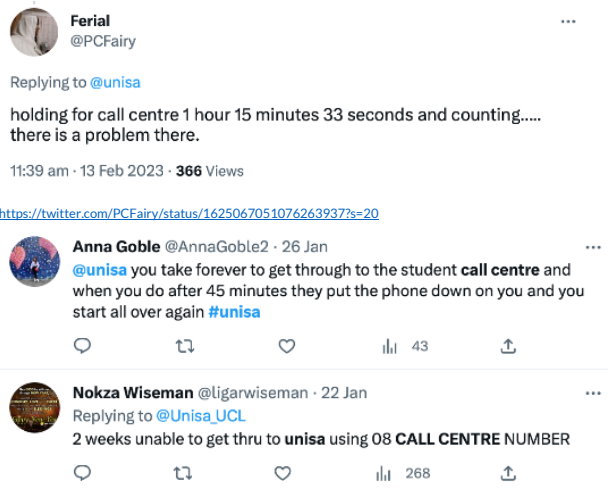 Ferial
@PCFairy
Replying to @unisa
holding for call centre 1 hour 15 minutes 33 seconds and counting.....
there is a problem there.
11:39 am · 13 Feb 2023 · 366 Views
https://twitter.com/PCFairy/status/1625067051076263937?s=20
Anna Goble @AnnaGoble2 · 26 Jan
@unisa you take forever to get through to the student call centre and
when you do after 45 minutes they put the phone down on you and you
start all over again #unisa
43
Nokza Wiseman @ligarwiseman · 22 Jan
Replying to @Unisa_UCL
2 weeks unable to get thru to unisa using 08 CALL CENTRE NUMBER
268